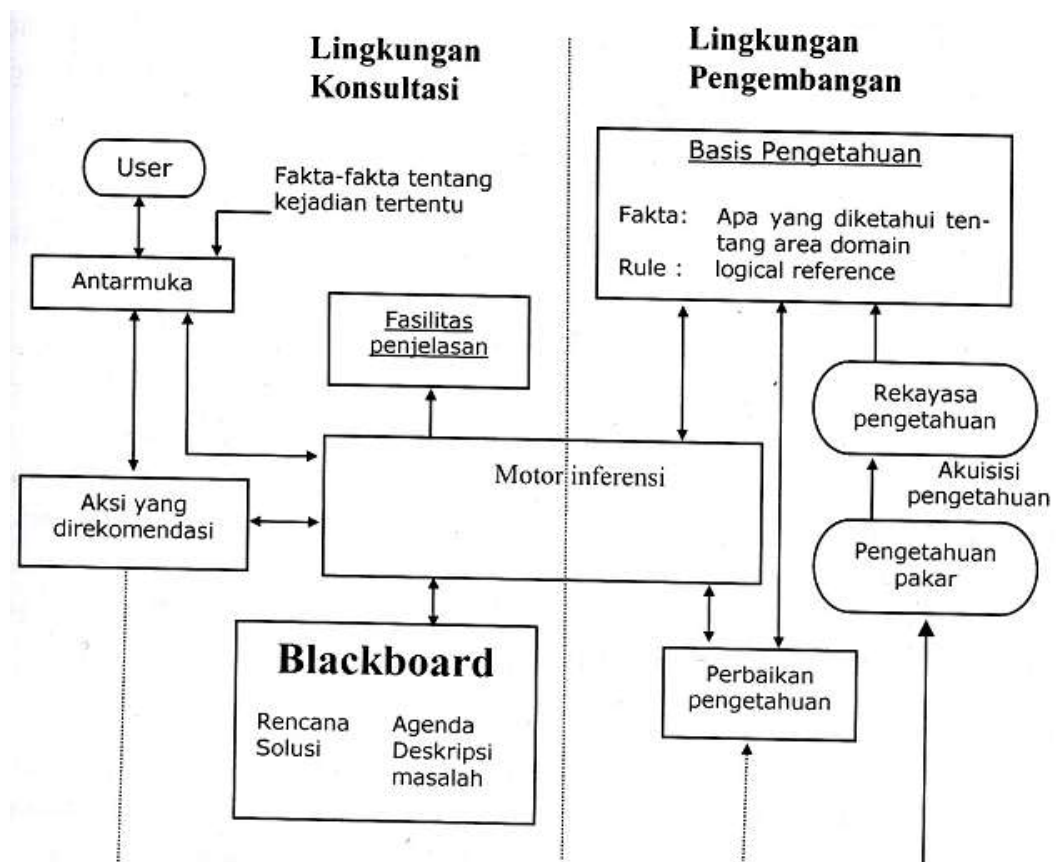 Lingkungan
Konsultasi
Lingkungan
Pengembangan
User
Fakta-fakta tentang
kejadian tertentu
Antarmuka
Basis Pengetahuan
Fakta: Apa yang diketahui ten-
tang area domain
Rule : logical reference
Fasilitas
penjelasan
Rekayasa
pengetahuan
Motor inferensi
Akuisisi
pengetahuan
Aksi yang
direkomendasi
Pengetahuan
pakar
Blackboard
Rencana Agenda
Solusi Deskripsi
masalah
Perbaikan
pengetahuan